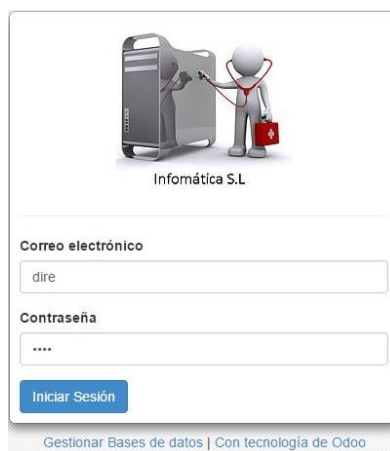 Infomática S.L
Correo electrónico
dire
Contraseña
••••
Iniciar Sesión
Gestionar Bases de datos | Con tecnología de Odoo